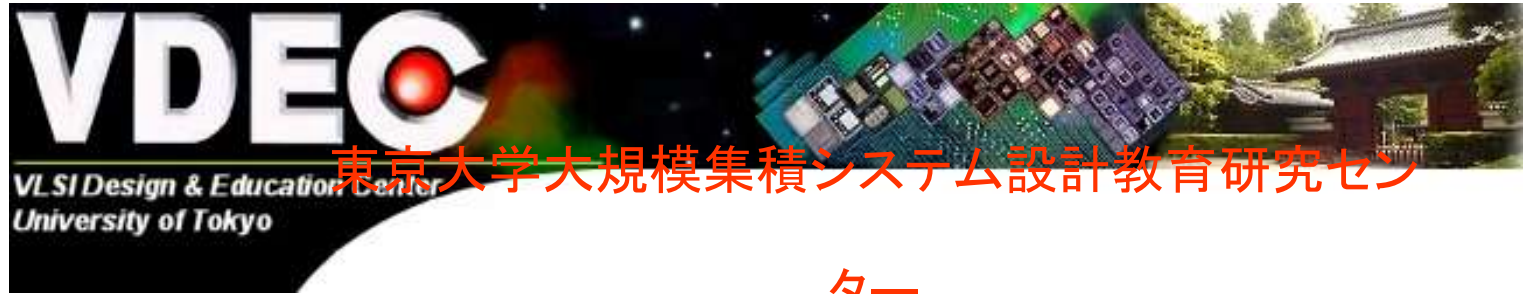 VDEC
東京大学大規模集積システム設計教育研究セン
VLSI Design & Education Center
University of Tokyo
ター